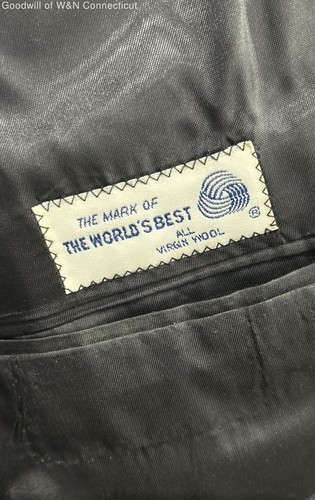 Goodwill of W&N Connecticut
THE MARK OF
THE WORLD'S BEST
ALL
VIRGIN WOOL
®